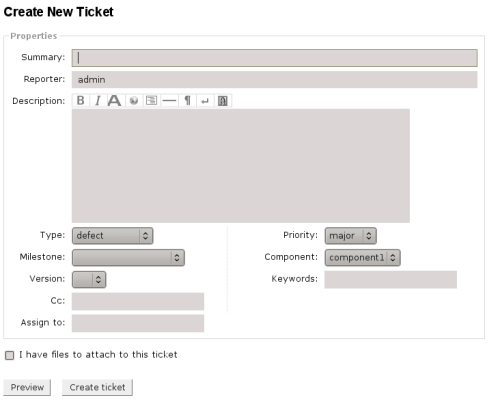 Create New Ticket
Properties
Summary:
Reporter: admin
Description: B I A
Type: defect Priority: major
Milestone: Component: component1
Version: Keywords:
Cc:
Assign to:
I have files to attach to this ticket
Preview Create ticket